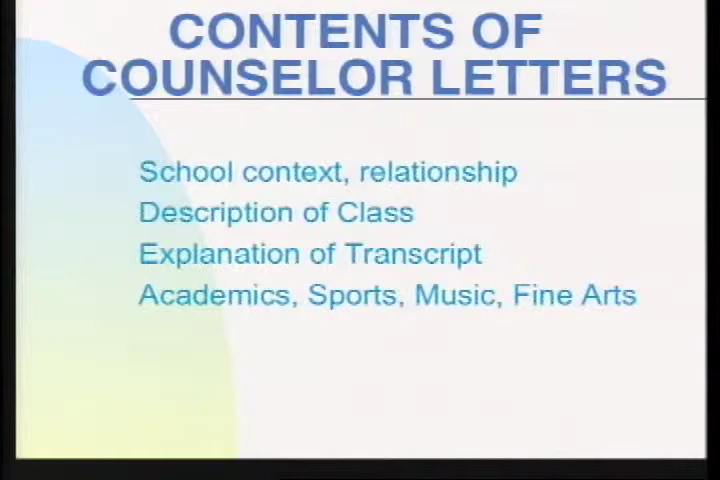 CONTENTS OF
COUNSELOR LETTERS
School context, relationship
Description of Class
Explanation of Transcript
Academics, Sports, Music, Fine Arts